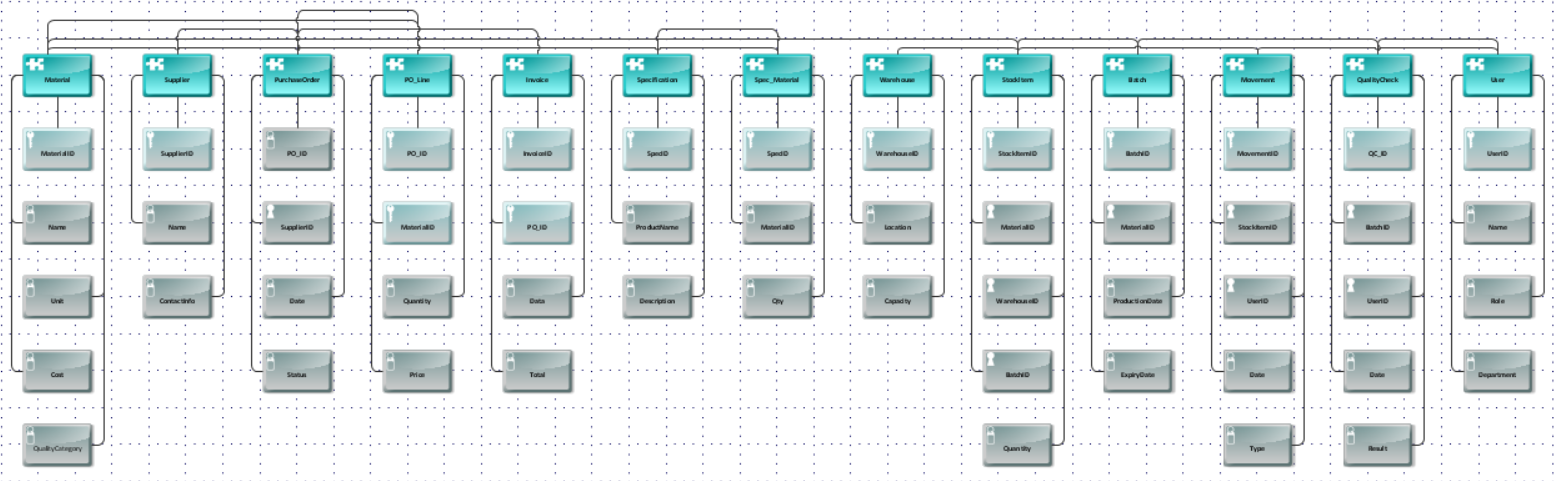 Material Supplier PurchaseOrder PO_Line Invoice Specification Spec_Material Warehouse StockItem Batch Movement QualityCheck User
MaterialID SupplierID PO_ID PO_ID InvoiceID SpecID SpecID WarehouseID StockItemID BatchID MovementID QC_ID UserID
Name Name SupplierID MaterialID PO_ID ProductName MaterialID Location MaterialID MaterialID StockItemID BatchID Name
Unit ContactInfo Date Quantity Data Description Qty Capacity WarehouseID ProductionDate UserID UserID Role
Cost Status Price Total BatchID ExpiryDate Date Date Department
QualityCategory Quantity Type Result